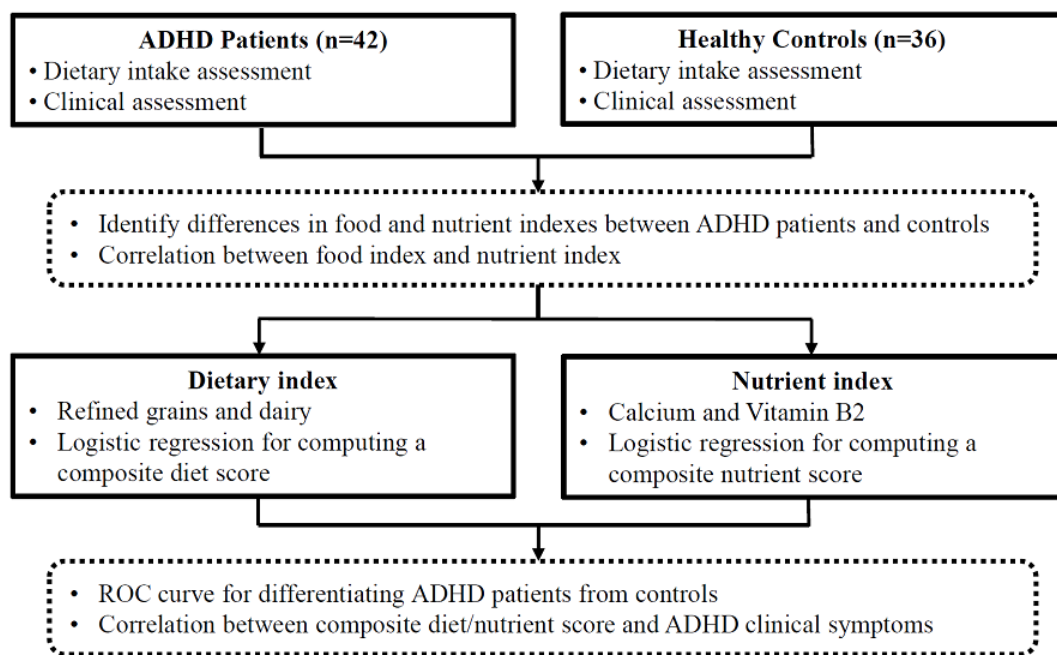 ADHD Patients (n=42)
• Dietary intake assessment
• Clinical assessment
Healthy Controls (n=36)
• Dietary intake assessment
• Clinical assessment
• Identify differences in food and nutrient indexes between ADHD patients and controls
• Correlation between food index and nutrient index
Dietary index
• Refined grains and dairy
• Logistic regression for computing a
composite diet score
Nutrient index
• Calcium and Vitamin B2
• Logistic regression for computing a
composite nutrient score
• ROC curve for differentiating ADHD patients from controls
• Correlation between composite diet/nutrient score and ADHD clinical symptoms